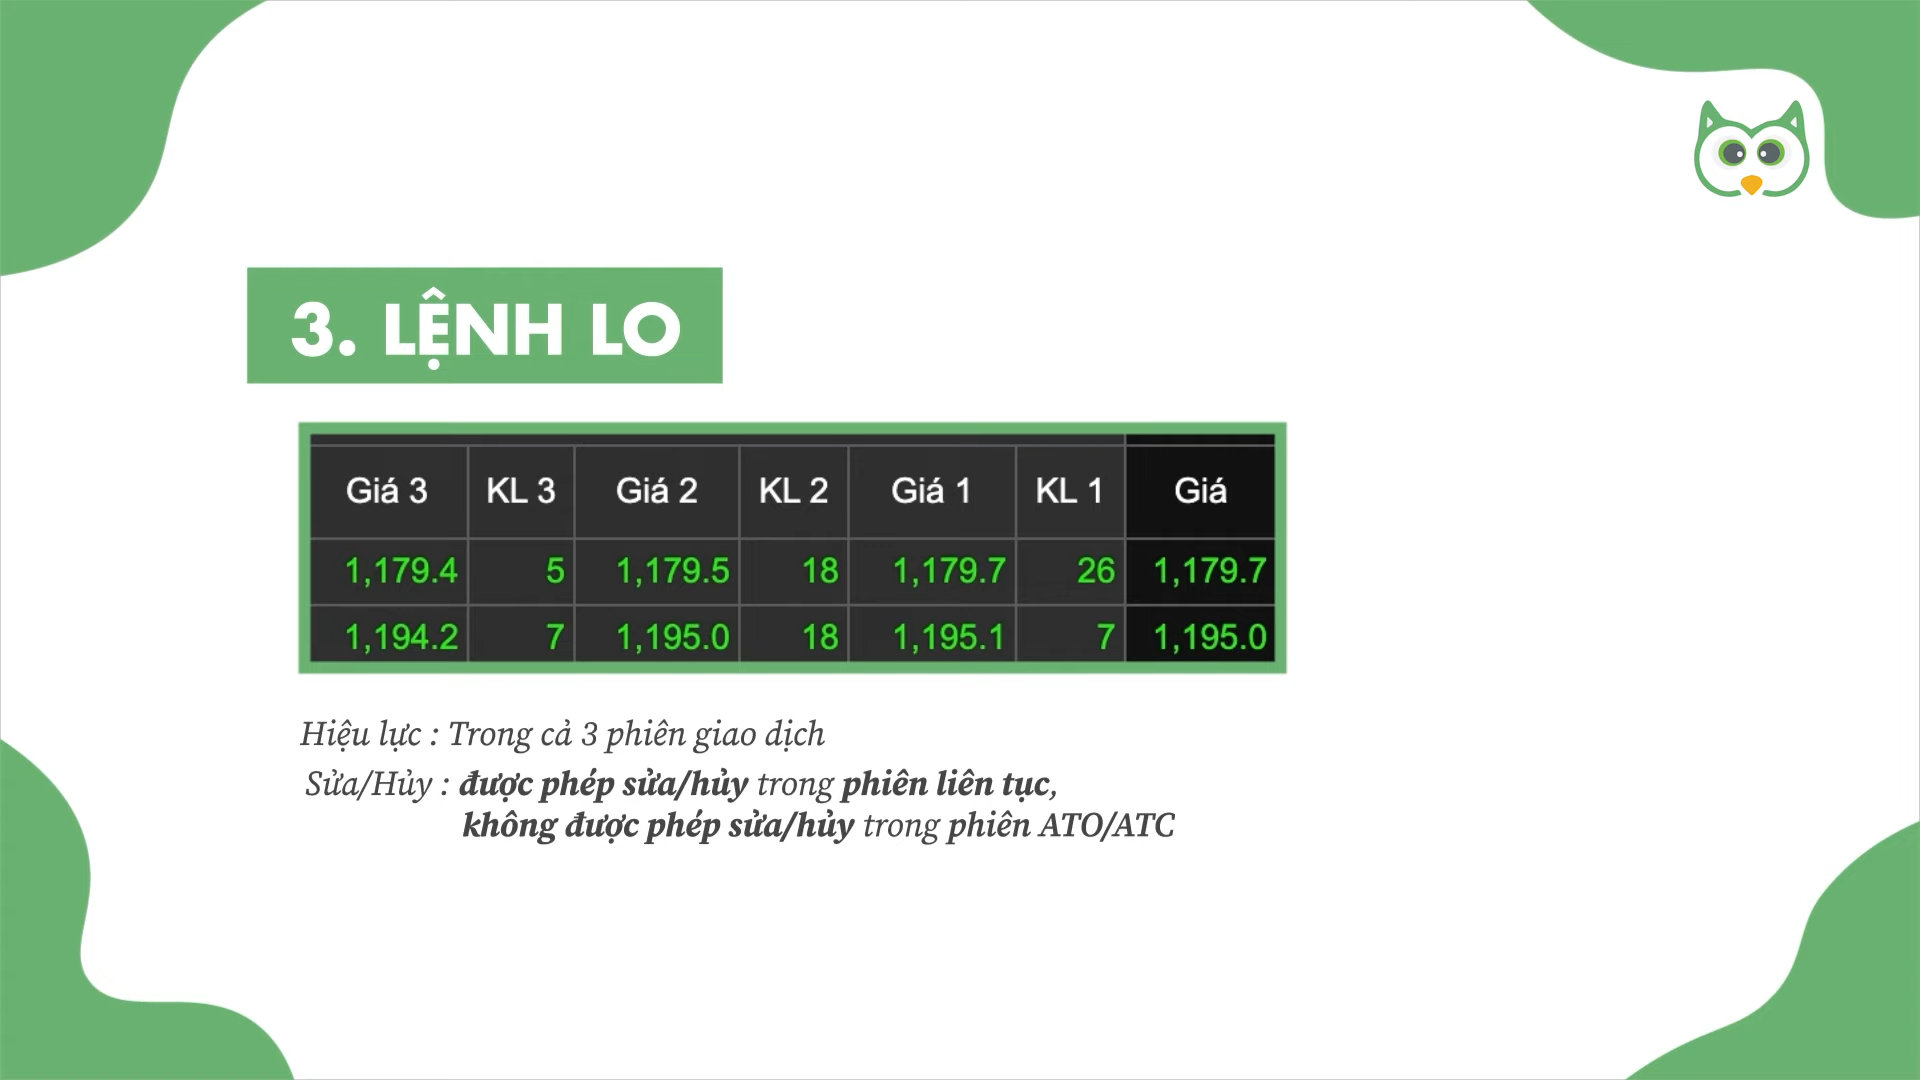 3. LỆNH LO
Giá 3 KL 3 Giá 2 KL 2 Giá 1 KL 1 Giá
1,179.4 5 1,179.5 18 1,179.7 26 1,179.7
1,194.2 7 1,195.0 18 1,195.1 7 1,195.0
Hiệu lực : Trong cả 3 phiên giao dịch
Sửa/Hủy : được phép sửa/hủy trong phiên liên tục,
không được phép sửa/hủy trong phiên ATO/ATC